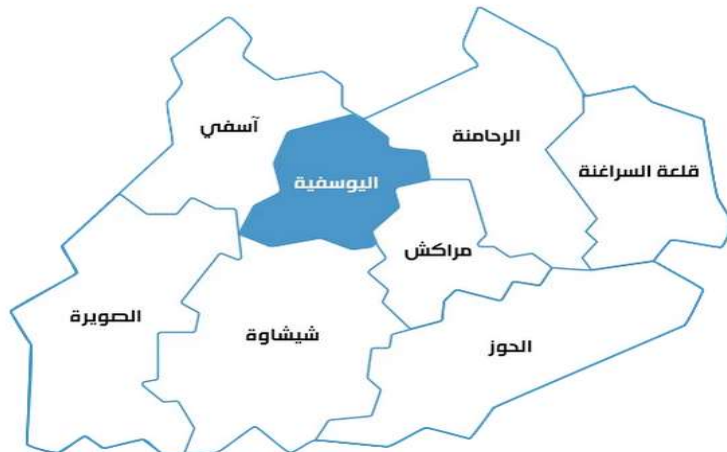 آسفي
الرحامنة
قلعة السراغنة
اليوسفية
مراكش
الصويرة
شيشاوة
الحوز